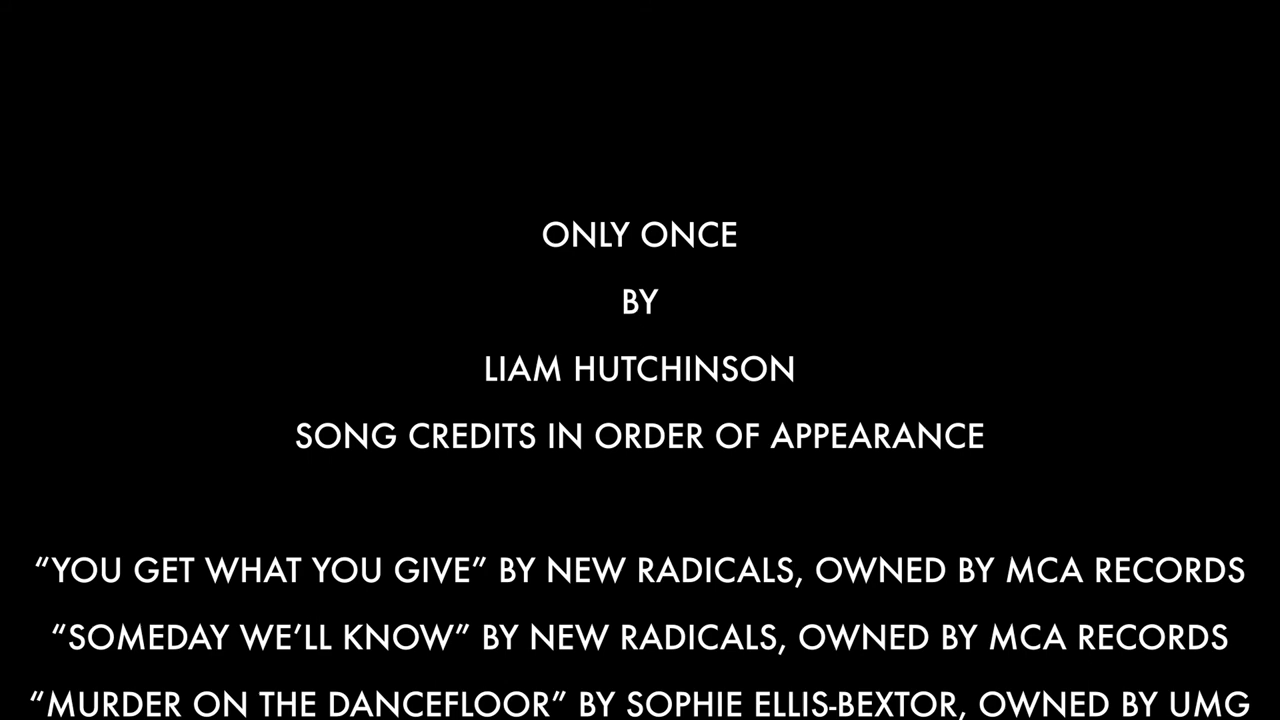 ONLY ONCE
BY
LIAM HUTCHINSON
SONG CREDITS IN ORDER OF APPEARANCE
“YOU GET WHAT YOU GIVE” BY NEW RADICALS, OWNED BY MCA RECORDS
“SOMEDAY WE’LL KNOW” BY NEW RADICALS, OWNED BY MCA RECORDS
“MURDER ON THE DANCEFLOOR” BY SOPHIE ELLIS-BEXTOR, OWNED BY UMG